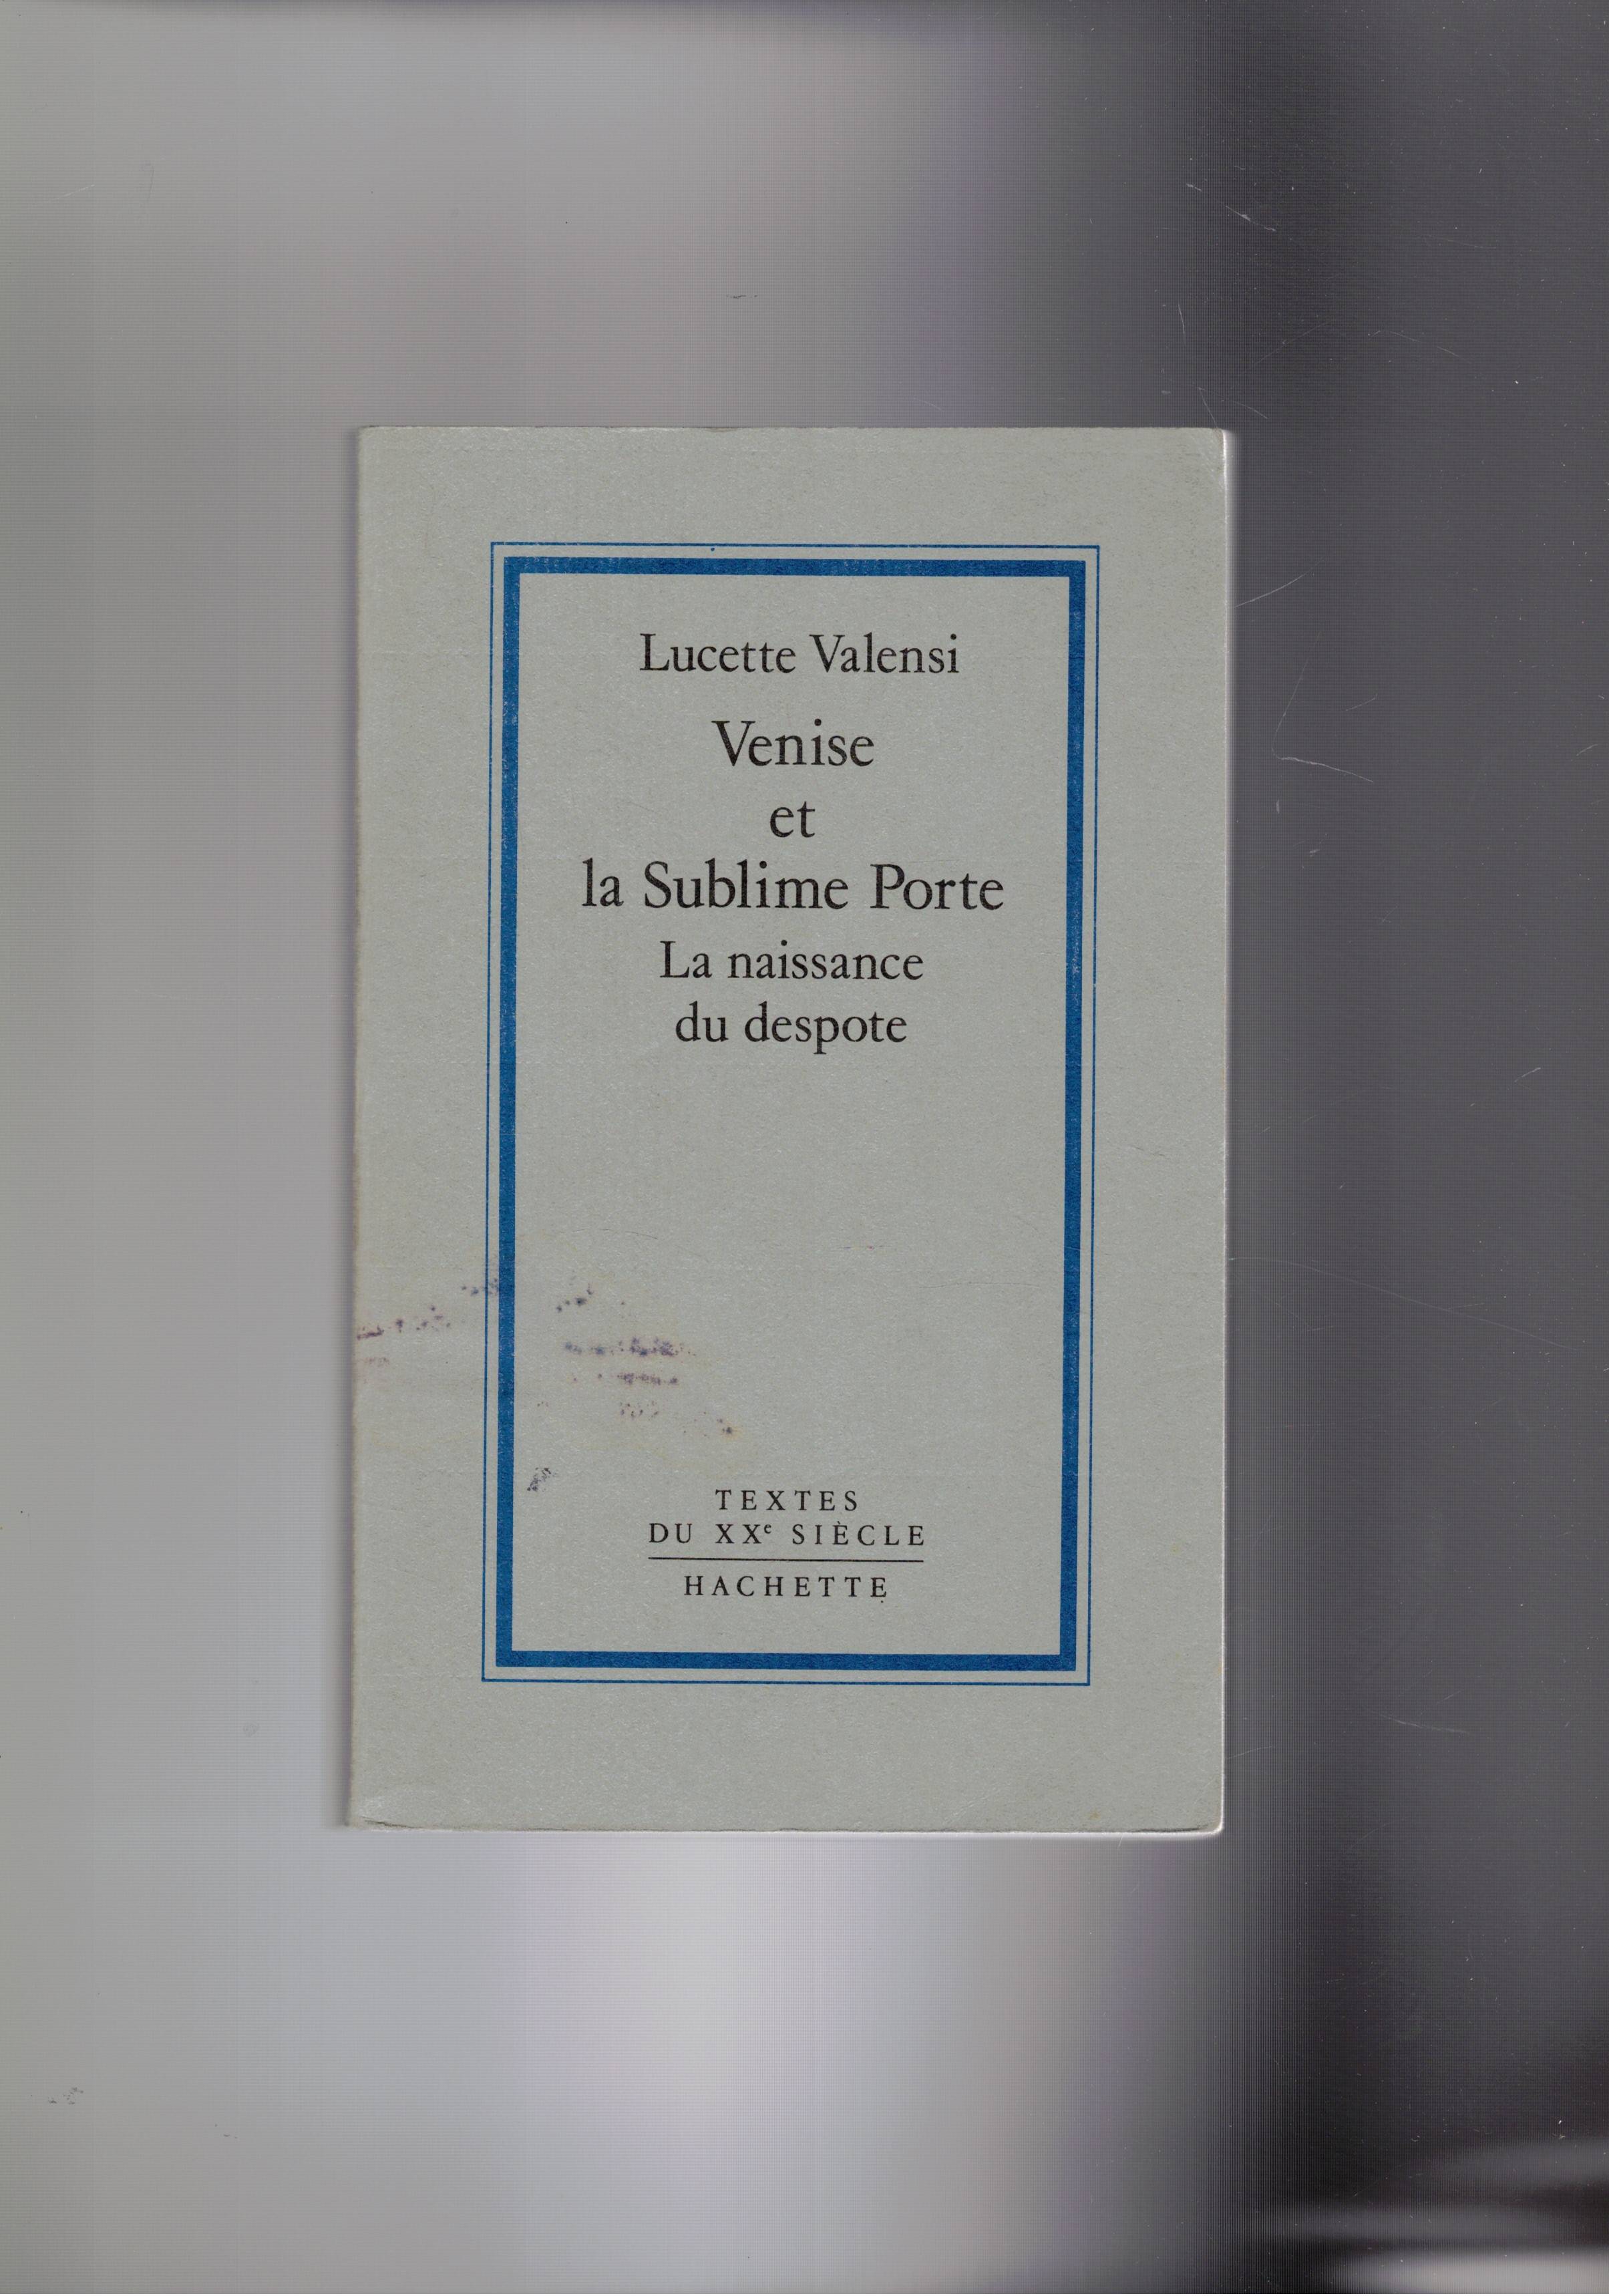 Lucette Valensi
Venise
et
la Sublime Porte
La naissance
du despote
TEXTES
DU XXe SIÈCLE
HACHETTE